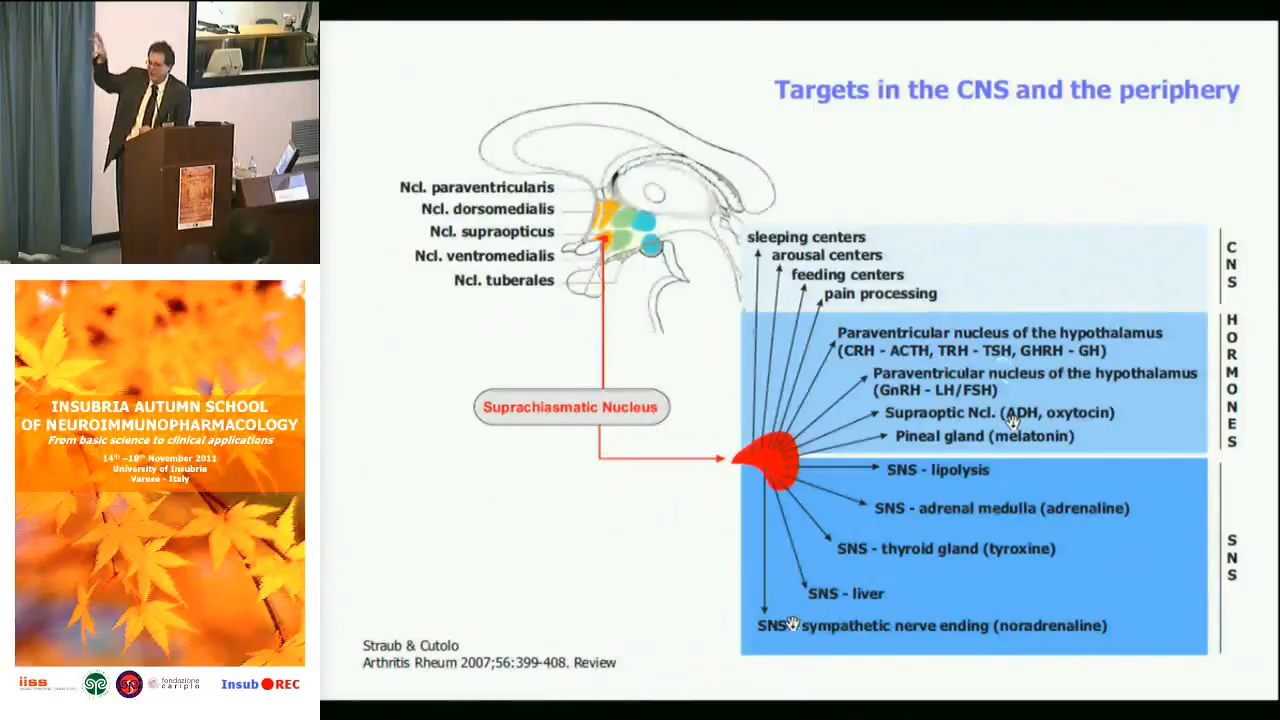 Targets in the CNS and the periphery
Ncl. paraventricularis
Ncl. dorsomedialis
Ncl. supraopticus
Ncl. ventromedialis
Ncl. tuberales
sleeping centers
arousal centers
feeding centers
pain processing
CNS
Paraventricular nucleus of the hypothalamus
(CRH - ACTH, TRH - TSH, GHRH - GH)
Paraventricular nucleus of the hypothalamus
(GnRH - LH/FSH)
Supraoptic Ncl. (ADH, oxytocin)
Pineal gland (melatonin)
HORMONES
Suprachiasmatic Nucleus
SNS - lipolysis
SNS - adrenal medulla (adrenaline)
SNS - thyroid gland (tyroxine)
SNS - liver
SNS - sympathetic nerve ending (noradrenaline)
SNS
Straub & Cutolo
Arthritis Rheum 2007;56:399-408. Review
INSUBRIA AUTUMN SCHOOL
OF NEUROIMMUNOPHARMACOLOGY
From basic science to clinical applications
14th -18th November 2011
University of Insubria
Varese - Italy
iiss
fondazione
cariplo
InsubREC